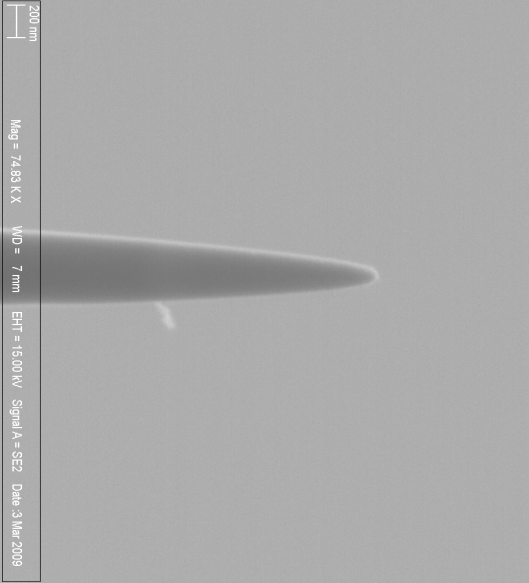 200 nm
Mag = 74.83 K X WD = 7 mm EHT = 15.00 kV Signal A = SE2 Date :3 Mar 2009